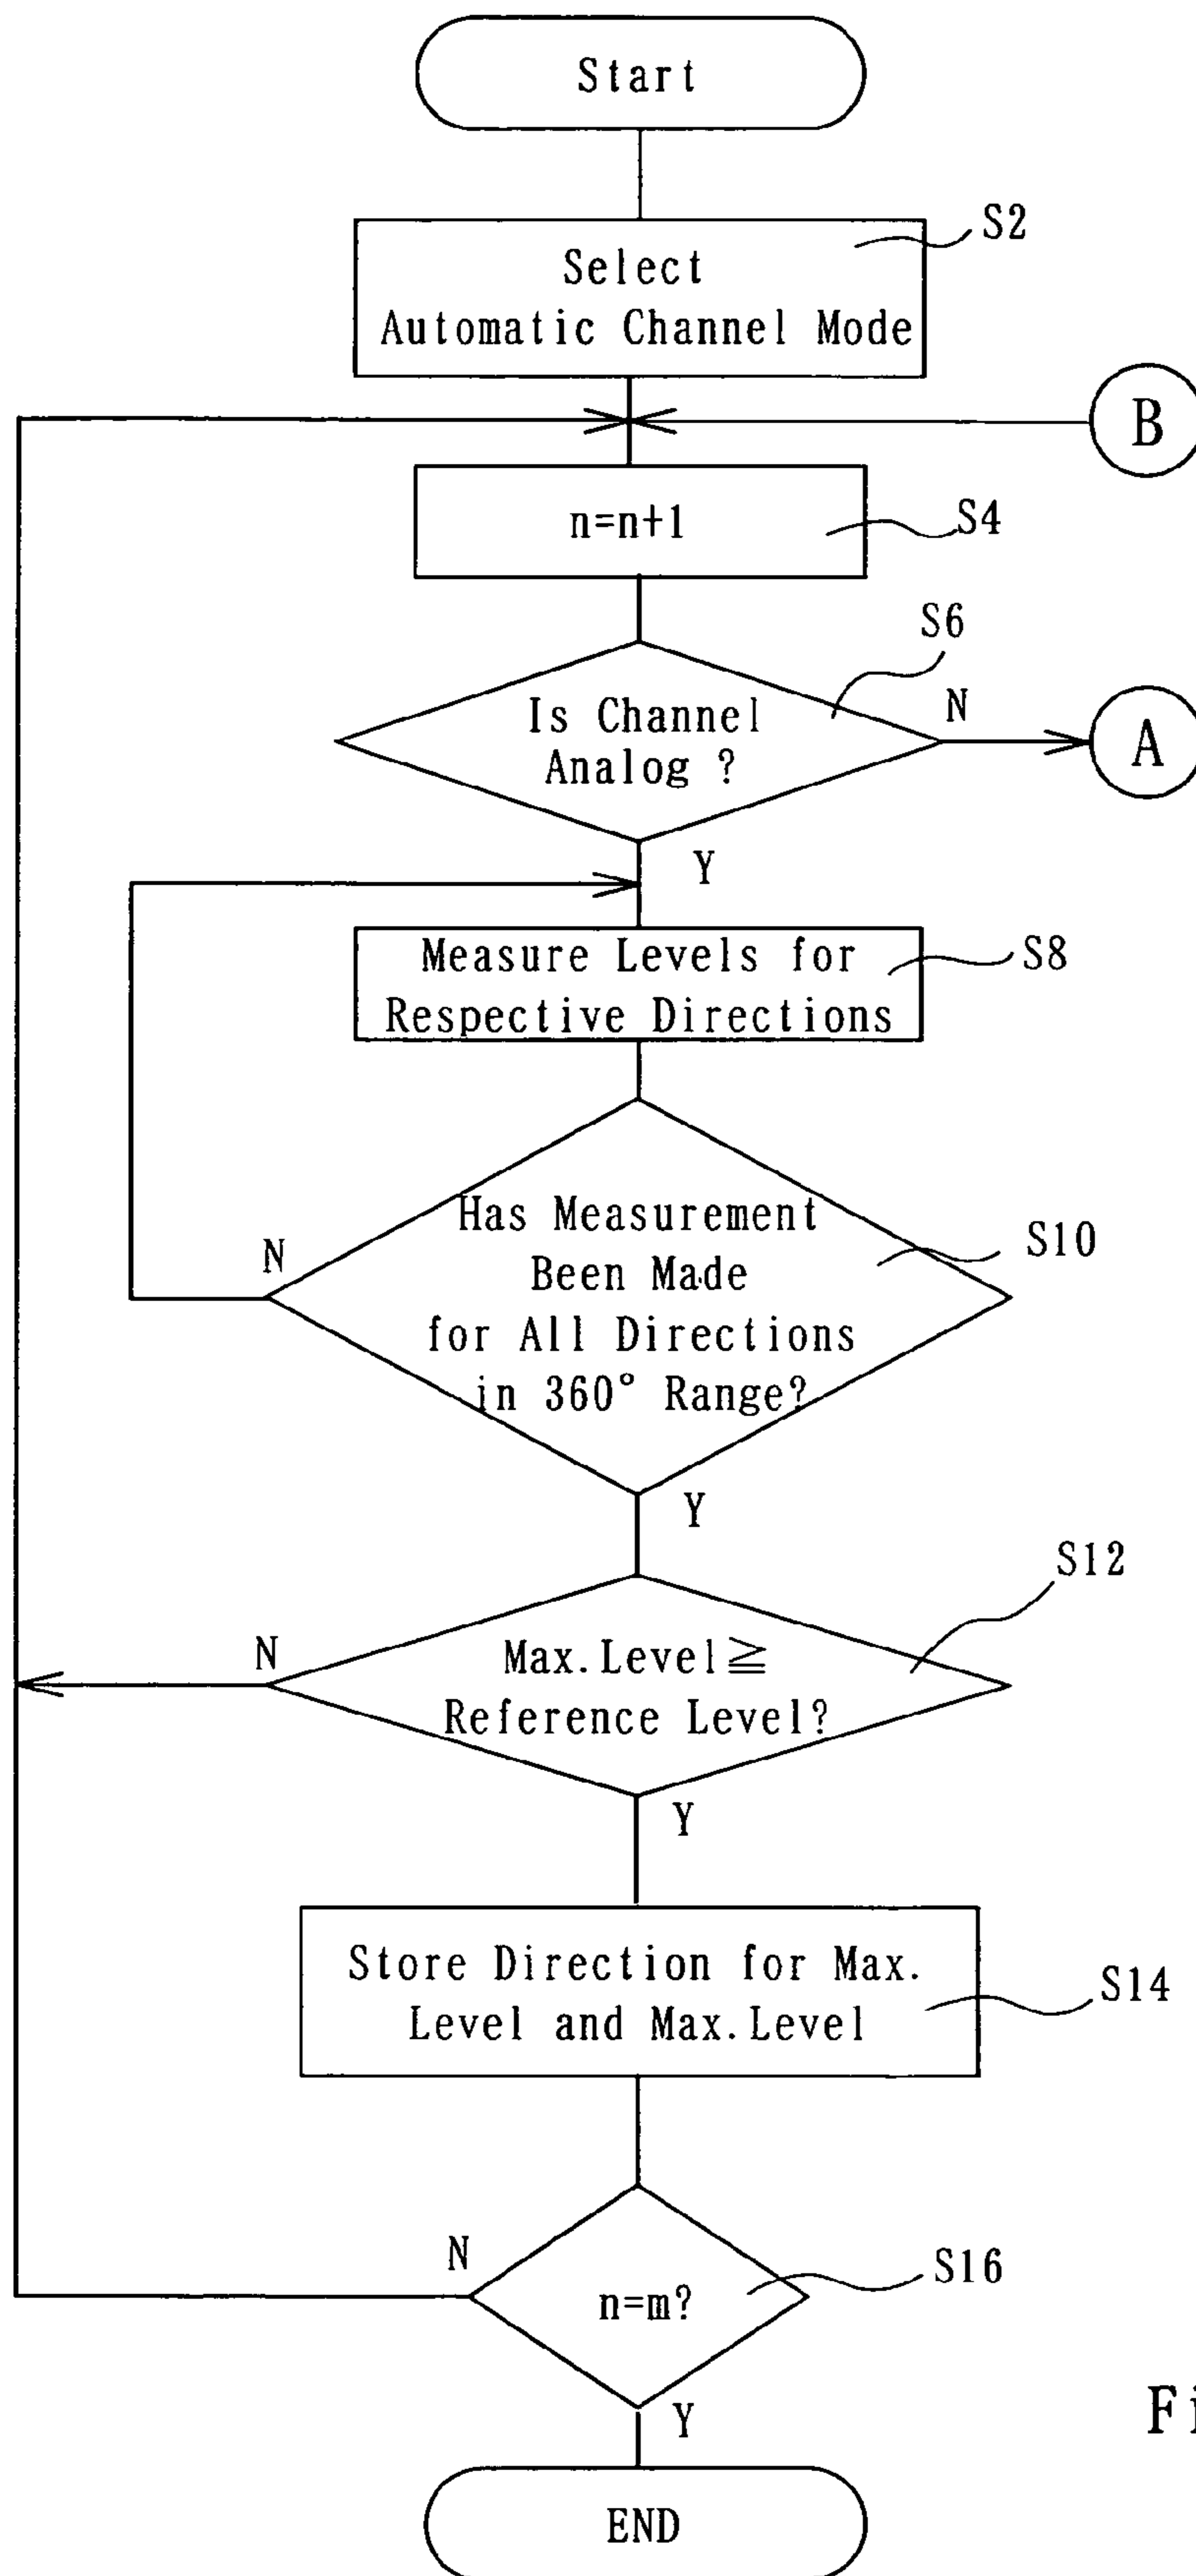 Start
S2
Select
Automatic Channel Mode
B
n=n+1
S4
S6
Is Channel
Analog ?
N
A
Y
Measure Levels for
Respective Directions
S8
Has Measurement
Been Made
for All Directions
in 360° Range?
N
S10
Y
S12
N
Max.Level≧
Reference Level?
Y
Store Direction for Max.
Level and Max.Level
S14
N
n=m?
S16
Y
Fi
END